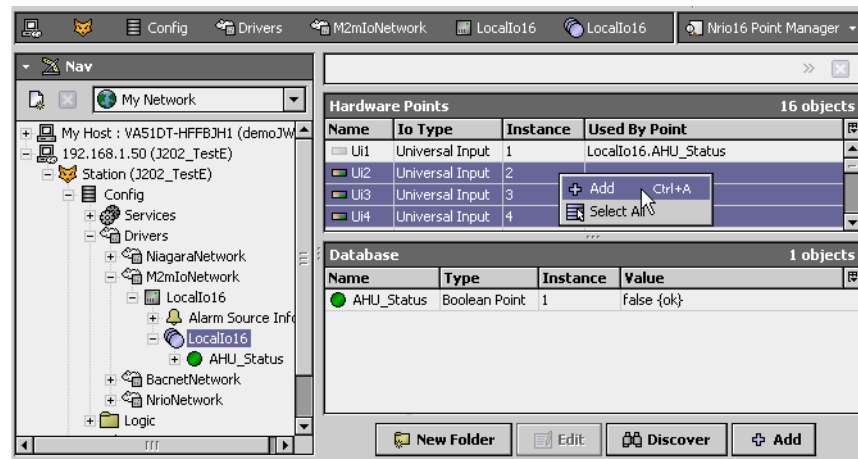 Config Drivers M2mIoNetwork LocalIo16 LocalIo16 Nrio16 Point Manager
Nav
My Network
My Host : VA51DT-HFFBJH1 (demoJW
192.168.1.50 (J202_TestE)
Station (J202_TestE)
Config
Services
Drivers
NiagaraNetwork
M2mIoNetwork
LocalIo16
Alarm Source Info
LocalIo16
AHU_Status
BacnetNetwork
NrioNetwork
Logic
Hardware Points 16 objects
Name Io Type Instance Used By Point
Ui1 Universal Input 1 LocalIo16.AHU_Status
Ui2 Universal Input 2
Ui3 Universal Input 3
Ui4 Universal Input 4
Add Ctrl+A
Select All
Database 1 objects
Name Type Instance Value
AHU_Status Boolean Point 1 false {ok}
New Folder Edit Discover Add